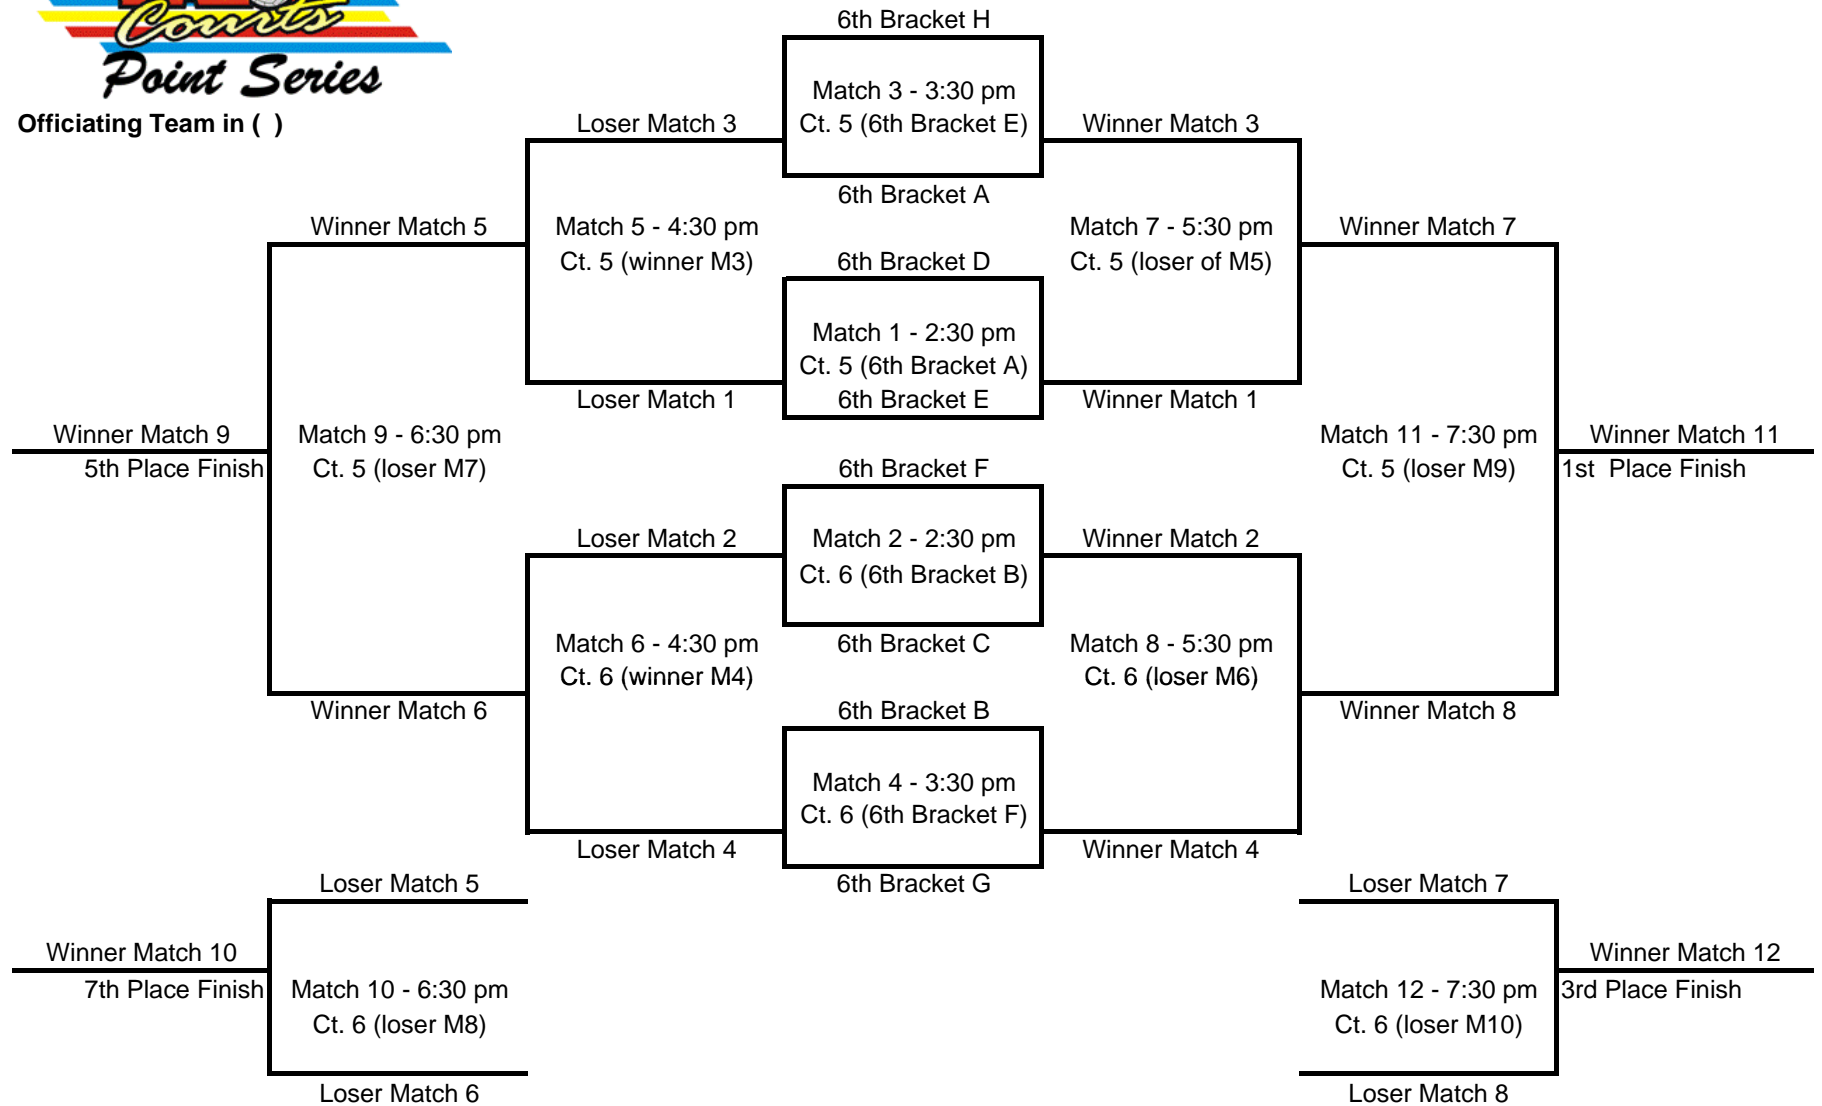 Courts
Point Series
Officiating Team in ( )
6th Bracket H
Match 3 - 3:30 pm
Ct. 5 (6th Bracket E)
Loser Match 3
Winner Match 3
6th Bracket A
Winner Match 5
Match 5 - 4:30 pm
Ct. 5 (winner M3)
Match 7 - 5:30 pm
Ct. 5 (loser of M5)
Winner Match 7
6th Bracket D
Match 1 - 2:30 pm
Ct. 5 (6th Bracket A)
6th Bracket E
Loser Match 1
Winner Match 1
Winner Match 9
5th Place Finish
Match 9 - 6:30 pm
Ct. 5 (loser M7)
Match 11 - 7:30 pm
Ct. 5 (loser M9)
Winner Match 11
1st  Place Finish
6th Bracket F
Loser Match 2
Match 2 - 2:30 pm
Ct. 6 (6th Bracket B)
Winner Match 2
6th Bracket C
Match 6 - 4:30 pm
Ct. 6 (winner M4)
Match 8 - 5:30 pm
Ct. 6 (loser M6)
Winner Match 6
6th Bracket B
Winner Match 8
Match 4 - 3:30 pm
Ct. 6 (6th Bracket F)
Loser Match 4
Winner Match 4
6th Bracket G
Loser Match 5
Loser Match 7
Winner Match 10
7th Place Finish
Match 10 - 6:30 pm
Ct. 6 (loser M8)
Match 12 - 7:30 pm
Ct. 6 (loser M10)
Winner Match 12
3rd Place Finish
Loser Match 6
Loser Match 8